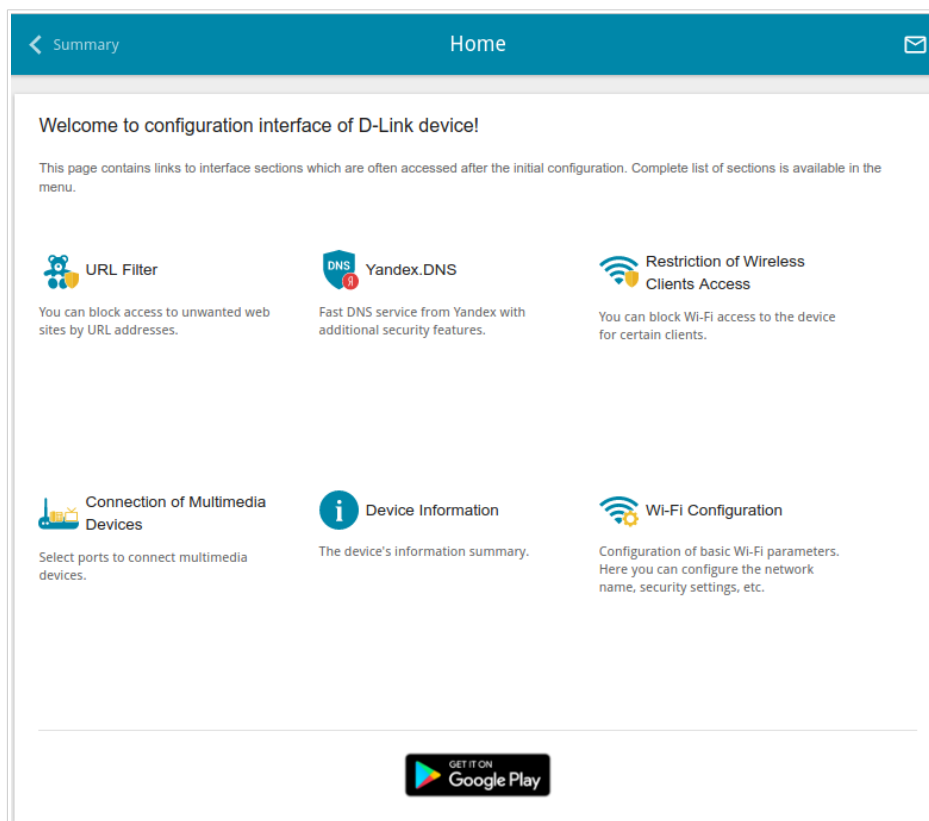 Summary
Home
Welcome to configuration interface of D-Link device!
This page contains links to interface sections which are often accessed after the initial configuration. Complete list of sections is available in the
menu.
URL Filter
You can block access to unwanted web
sites by URL addresses.
DNS
Я
Yandex.DNS
Fast DNS service from Yandex with
additional security features.
Restriction of Wireless
Clients Access
You can block Wi-Fi access to the device
for certain clients.
Connection of Multimedia
Devices
Select ports to connect multimedia
devices.
i
Device Information
The device's information summary.
Wi-Fi Configuration
Configuration of basic Wi-Fi parameters.
Here you can configure the network
name, security settings, etc.
GET IT ON
Google Play